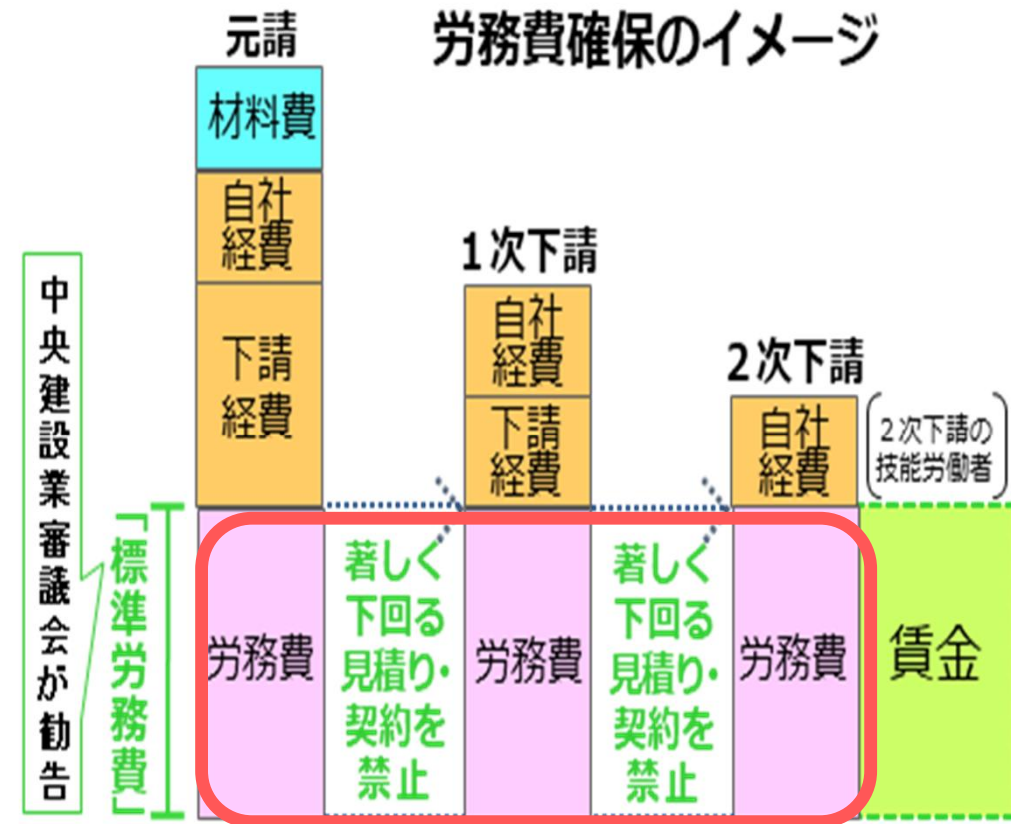 労務費確保のイメージ
元請
材料費
自社
経費
下請
経費
労務費
1次下請
自社
経費
下請
経費
労務費
2次下請
自社
経費
労務費
2次下請の
技能労働者
賃金
著しく
下回る
見積り・
契約を
禁止
著しく
下回る
見積り・
契約を
禁止
中央建設業審議会が勧告
「標準労務費」